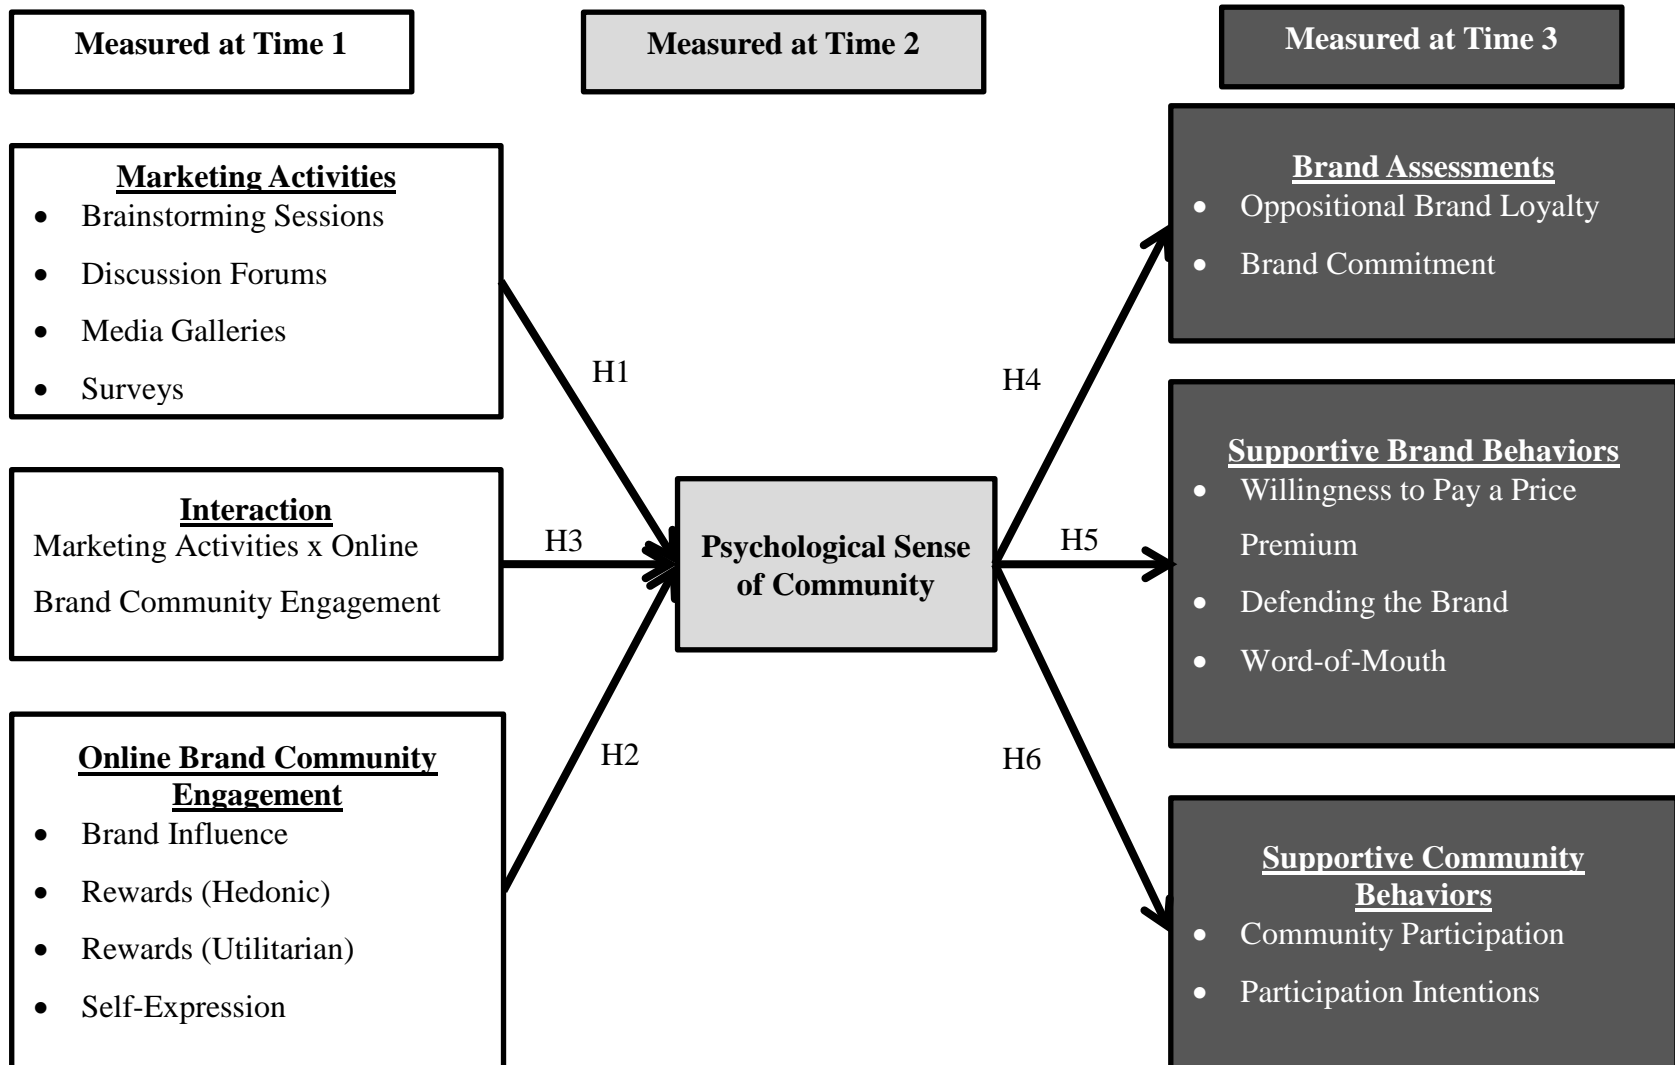 Measured at Time 1
Measured at Time 2
Measured at Time 3
Marketing Activities
• Brainstorming Sessions
• Discussion Forums
• Media Galleries
• Surveys
Interaction
Marketing Activities x Online
Brand Community Engagement
Online Brand Community
Engagement
• Brand Influence
• Rewards (Hedonic)
• Rewards (Utilitarian)
• Self-Expression
H1
H3
H2
Psychological Sense
of Community
H4
H5
H6
Brand Assessments
• Oppositional Brand Loyalty
• Brand Commitment
Supportive Brand Behaviors
• Willingness to Pay a Price
Premium
• Defending the Brand
• Word-of-Mouth
Supportive Community
Behaviors
• Community Participation
• Participation Intentions